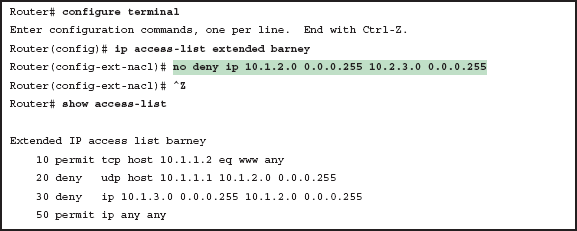 Router# configure terminal
Enter configuration commands, one per line.  End with Ctrl-Z.
Router(config)# ip access-list extended barney
Router(config-ext-nacl)# no deny ip 10.1.2.0 0.0.0.255 10.2.3.0 0.0.0.255
Router(config-ext-nacl)# ^Z
Router# show access-list
Extended IP access list barney
    10 permit tcp host 10.1.1.2 eq www any
    20 deny   udp host 10.1.1.1 10.1.2.0 0.0.0.255
    30 deny   ip 10.1.3.0 0.0.0.255 10.1.2.0 0.0.0.255
    50 permit ip any any